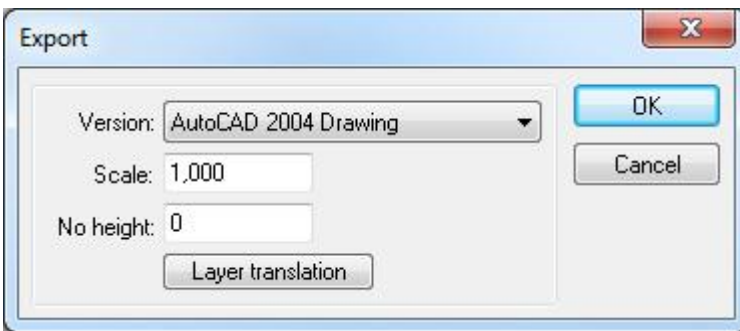 Export
Version: AutoCAD 2004 Drawing
OK
Scale: 1,000
Cancel
No height: 0
Layer translation